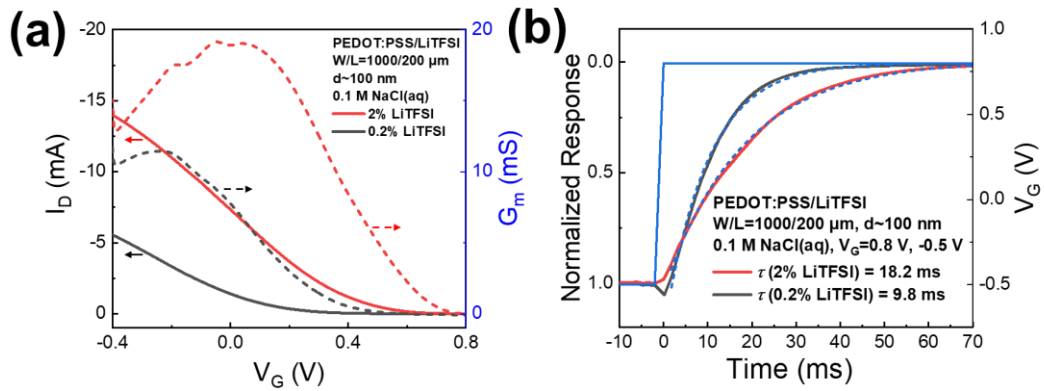 (a)
-20
-15
-10
-5
0
I_D (mA)
-0.4
0.0
0.4
0.8
V_G (V)
20
10
0
G_m (mS)
PEDOT:PSS/LiTFSI
W/L=1000/200 µm
d~100 nm
0.1 M NaCl(aq)
2% LiTFSI
0.2% LiTFSI
(b)
0.0
0.5
1.0
Normalized Response
-10
0
10
20
30
40
50
60
70
Time (ms)
1.0
0.5
0.0
-0.5
V_G (V)
PEDOT:PSS/LiTFSI
W/L=1000/200 µm, d~100 nm
0.1 M NaCl(aq), V_G=0.8 V, -0.5 V
τ (2% LiTFSI) = 18.2 ms
τ (0.2% LiTFSI) = 9.8 ms